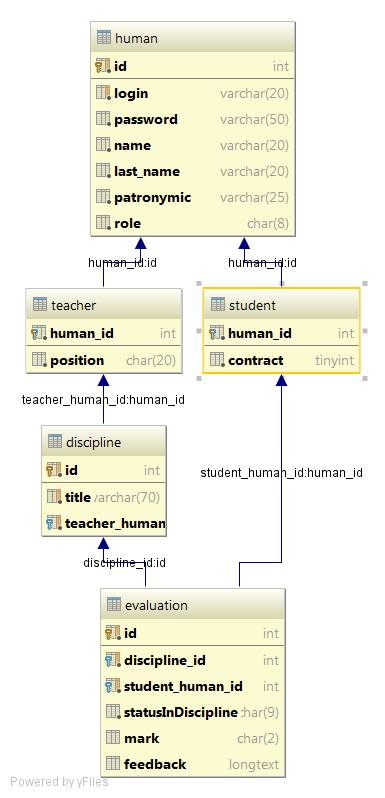 human
id int
login varchar(20)
password varchar(50)
name varchar(20)
last_name varchar(20)
patronymic varchar(25)
role char(8)
human_id:id human_id:id
teacher
human_id int
position char(20)
student
human_id int
contract tinyint
teacher_human_id:human_id
discipline
id int
title varchar(70)
teacher_human
student_human_id:human_id
discipline_id:id
evaluation
id int
discipline_id int
student_human_id int
statusInDiscipline :har(9)
mark char(2)
feedback longtext
Powered by yFiles